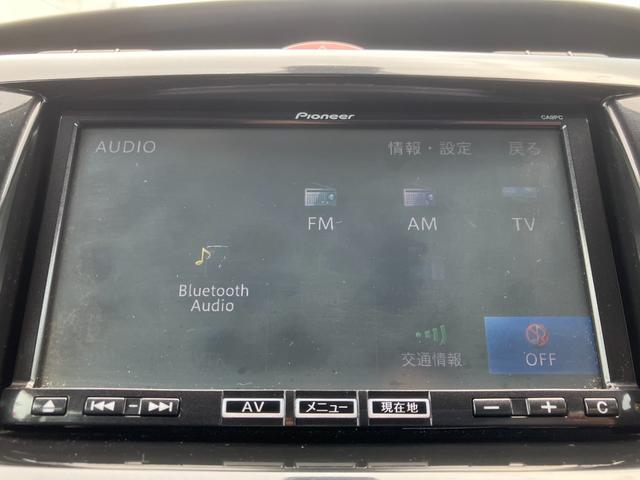 Pioneer
CA9PC
AUDIO 情報・設定 戻る
FM AM TV
Bluetooth
Audio
交通情報 OFF
AV メニュー 現在地 C